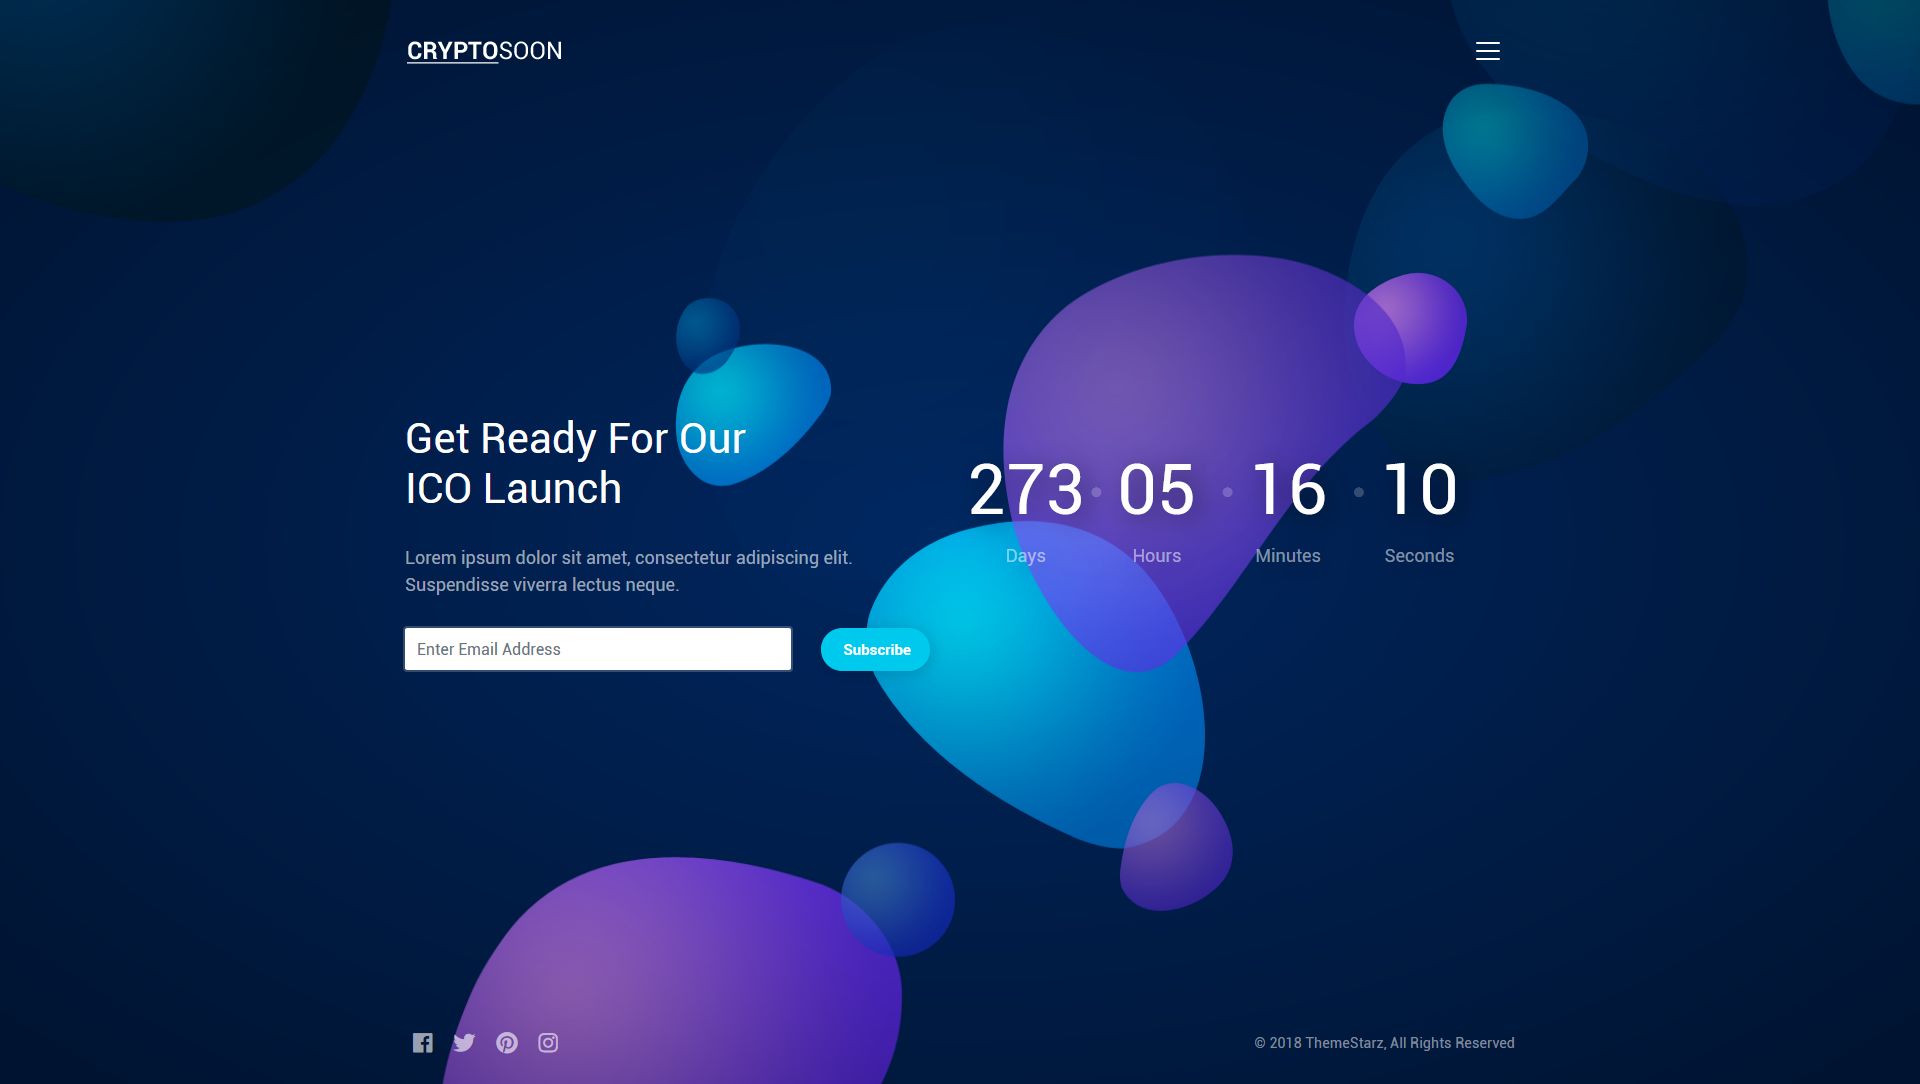 CRYPTOSOON
Get Ready For Our
ICO Launch
Lorem ipsum dolor sit amet, consectetur adipiscing elit.
Suspendisse viverra lectus neque.
Enter Email Address
Subscribe
273 • 05 • 16 • 10
Days Hours Minutes Seconds
© 2018 ThemeStarz, All Rights Reserved